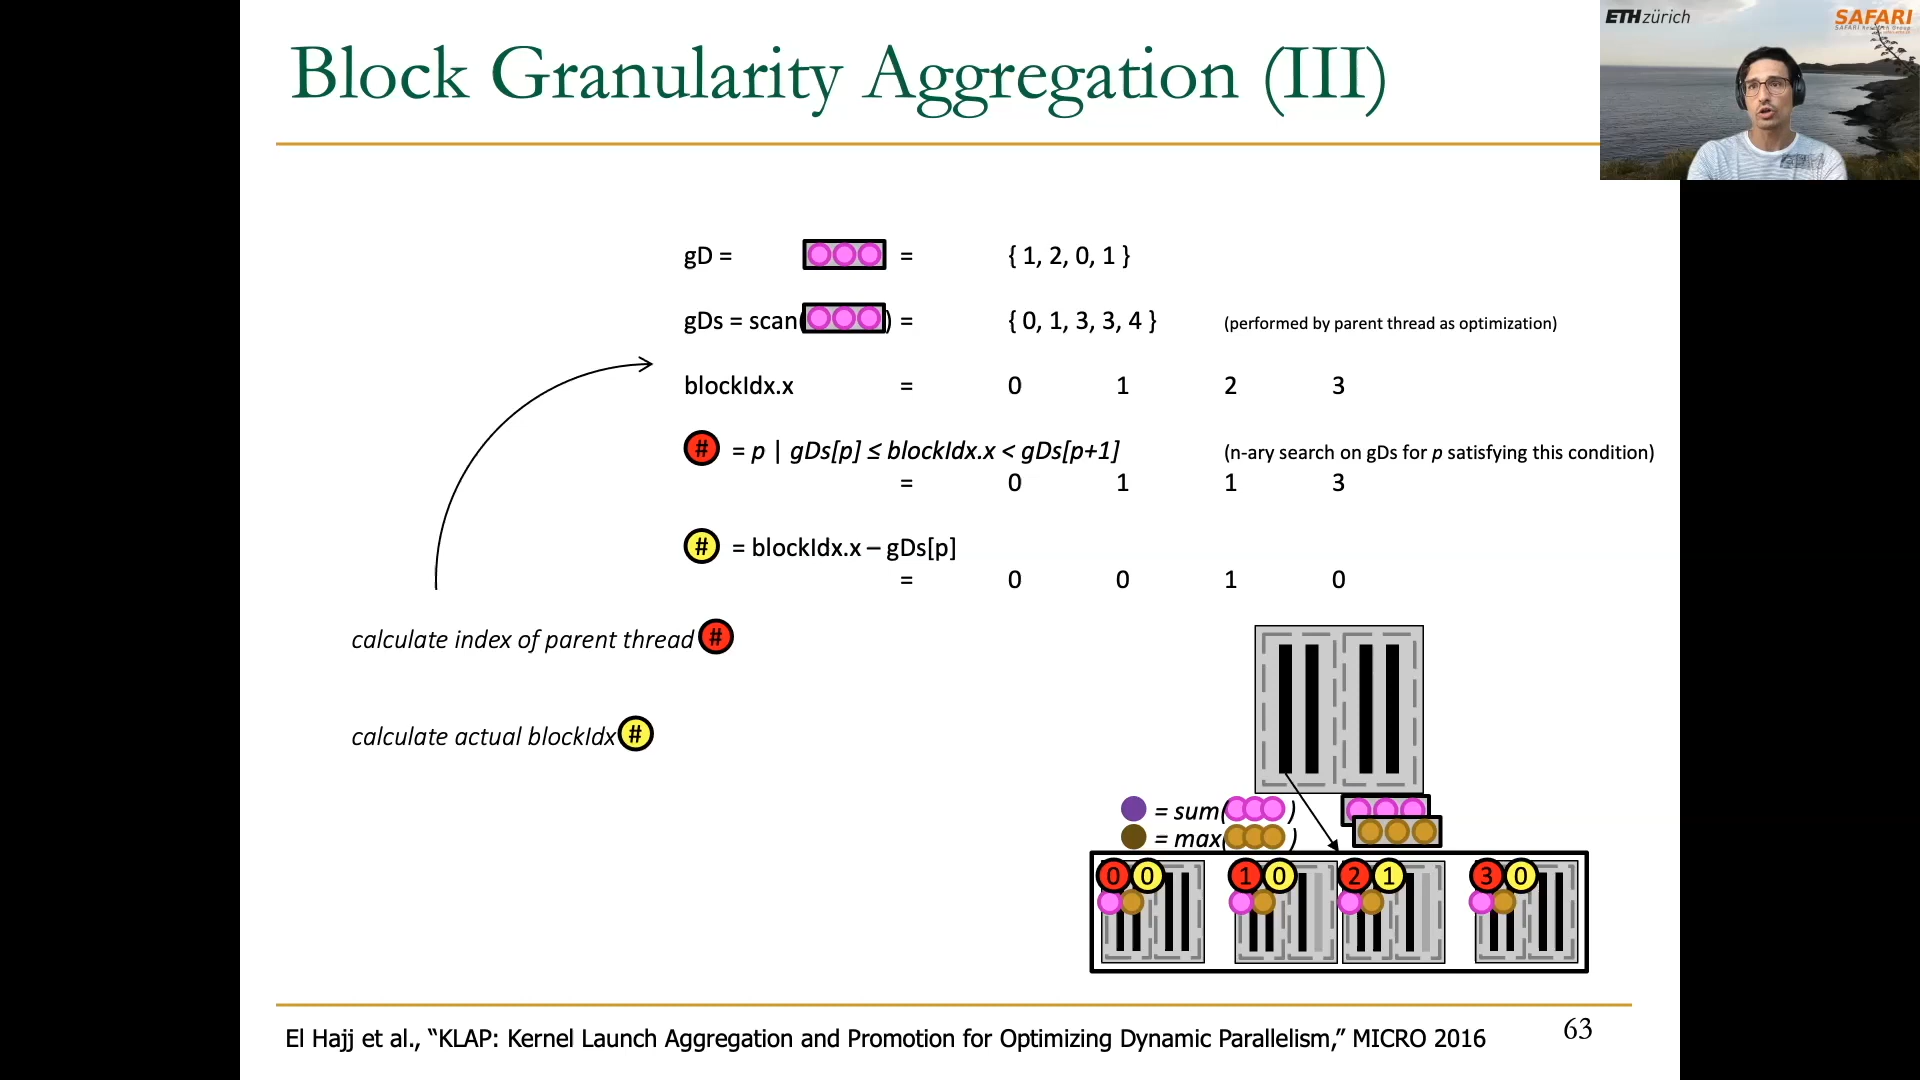 Block Granularity Aggregation (III)
ETH zürich
SAFARI
SAFARI Research Group
gD = = { 1, 2, 0, 1 }
gDs = scan( ) = { 0, 1, 3, 3, 4 } (performed by parent thread as optimization)
blockIdx.x = 0 1 2 3
# = p | gDs[p] ≤ blockIdx.x < gDs[p+1] (n-ary search on gDs for p satisfying this condition)
= 0 1 1 3
# = blockIdx.x – gDs[p]
= 0 0 1 0
calculate index of parent thread #
calculate actual blockIdx #
= sum( )
= max( )
0 0 1 0 2 1 3 0
El Hajj et al., “KLAP: Kernel Launch Aggregation and Promotion for Optimizing Dynamic Parallelism,” MICRO 2016
63